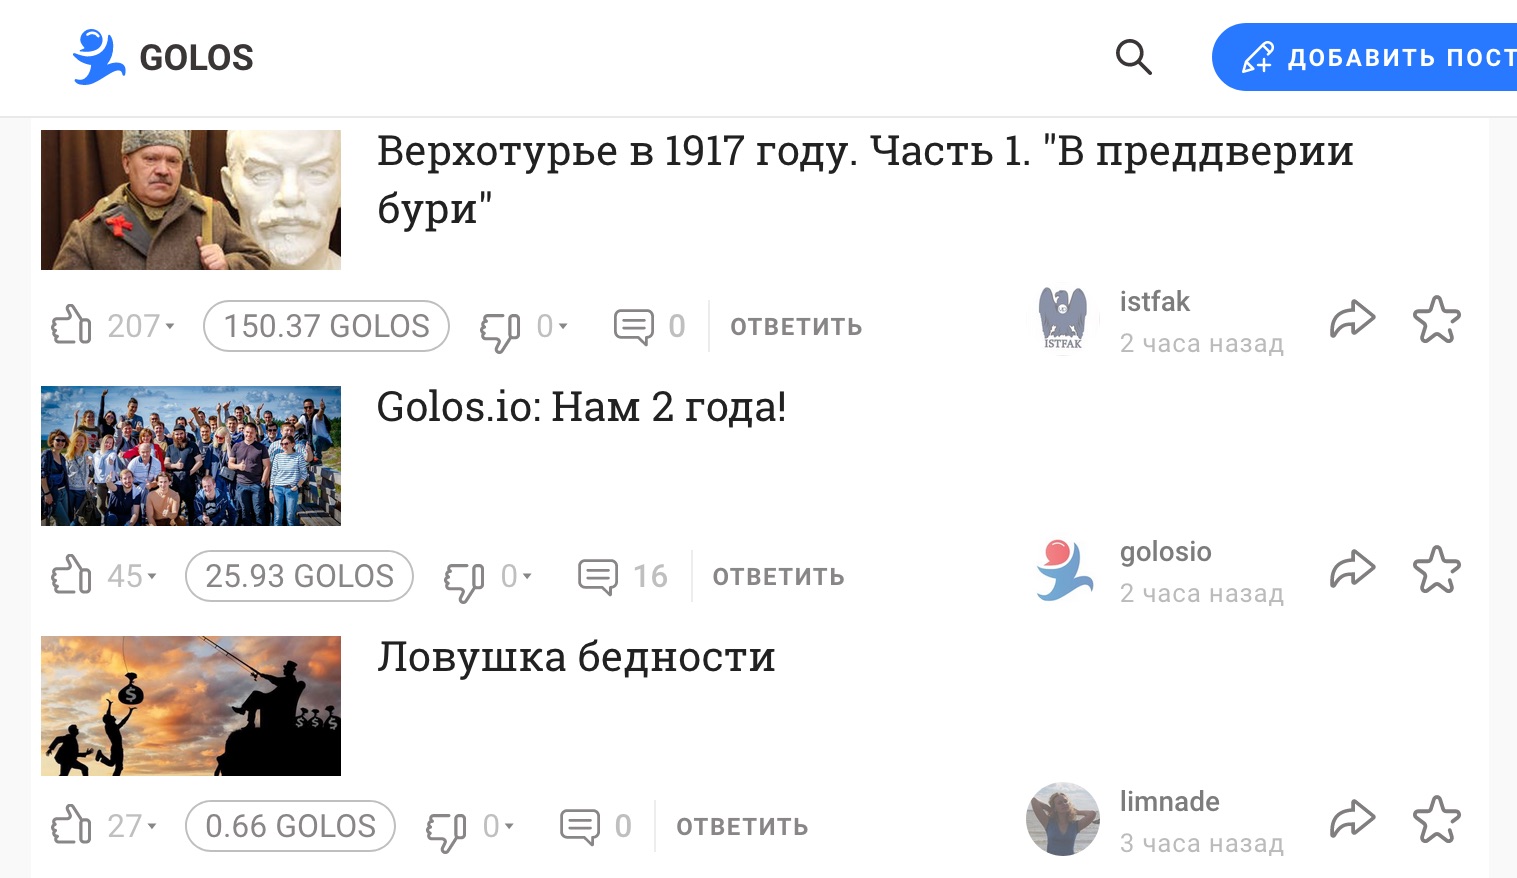 GOLOS
ДОБАВИТЬ ПОСТ
Верхотурье в 1917 году. Часть 1. "В преддверии
бури"
207
150.37 GOLOS
0
0
ОТВЕТИТЬ
ISTFAK
istfak
2 часа назад
Golos.io: Нам 2 года!
45
25.93 GOLOS
0
16
ОТВЕТИТЬ
golosio
2 часа назад
$
$ $ $
Ловушка бедности
27
0.66 GOLOS
0
0
ОТВЕТИТЬ
limnade
3 часа назад